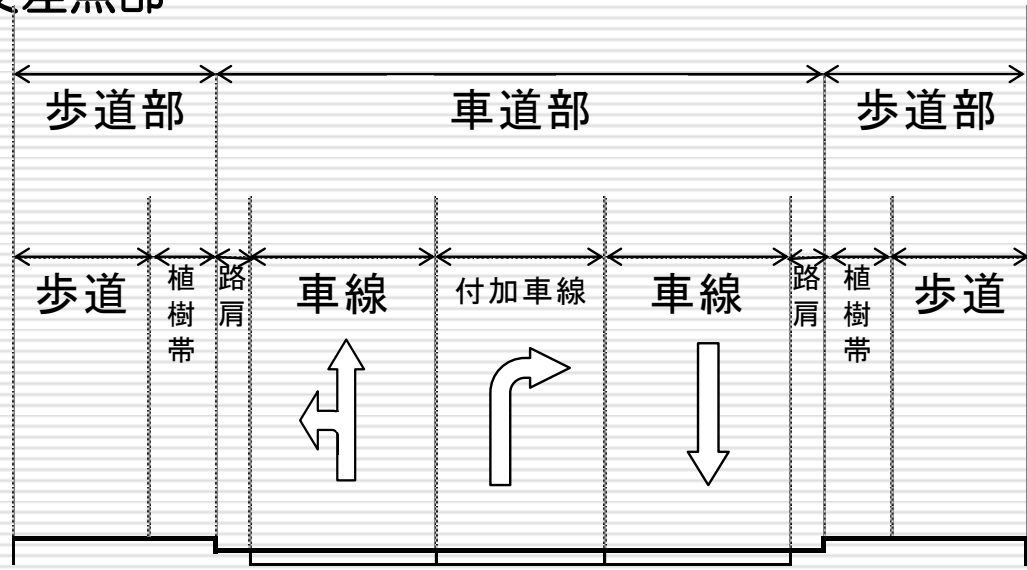 交差点部
歩道部 車道部 歩道部
歩道 植樹帯 路肩 車線 付加車線 車線 路肩 植樹帯 歩道